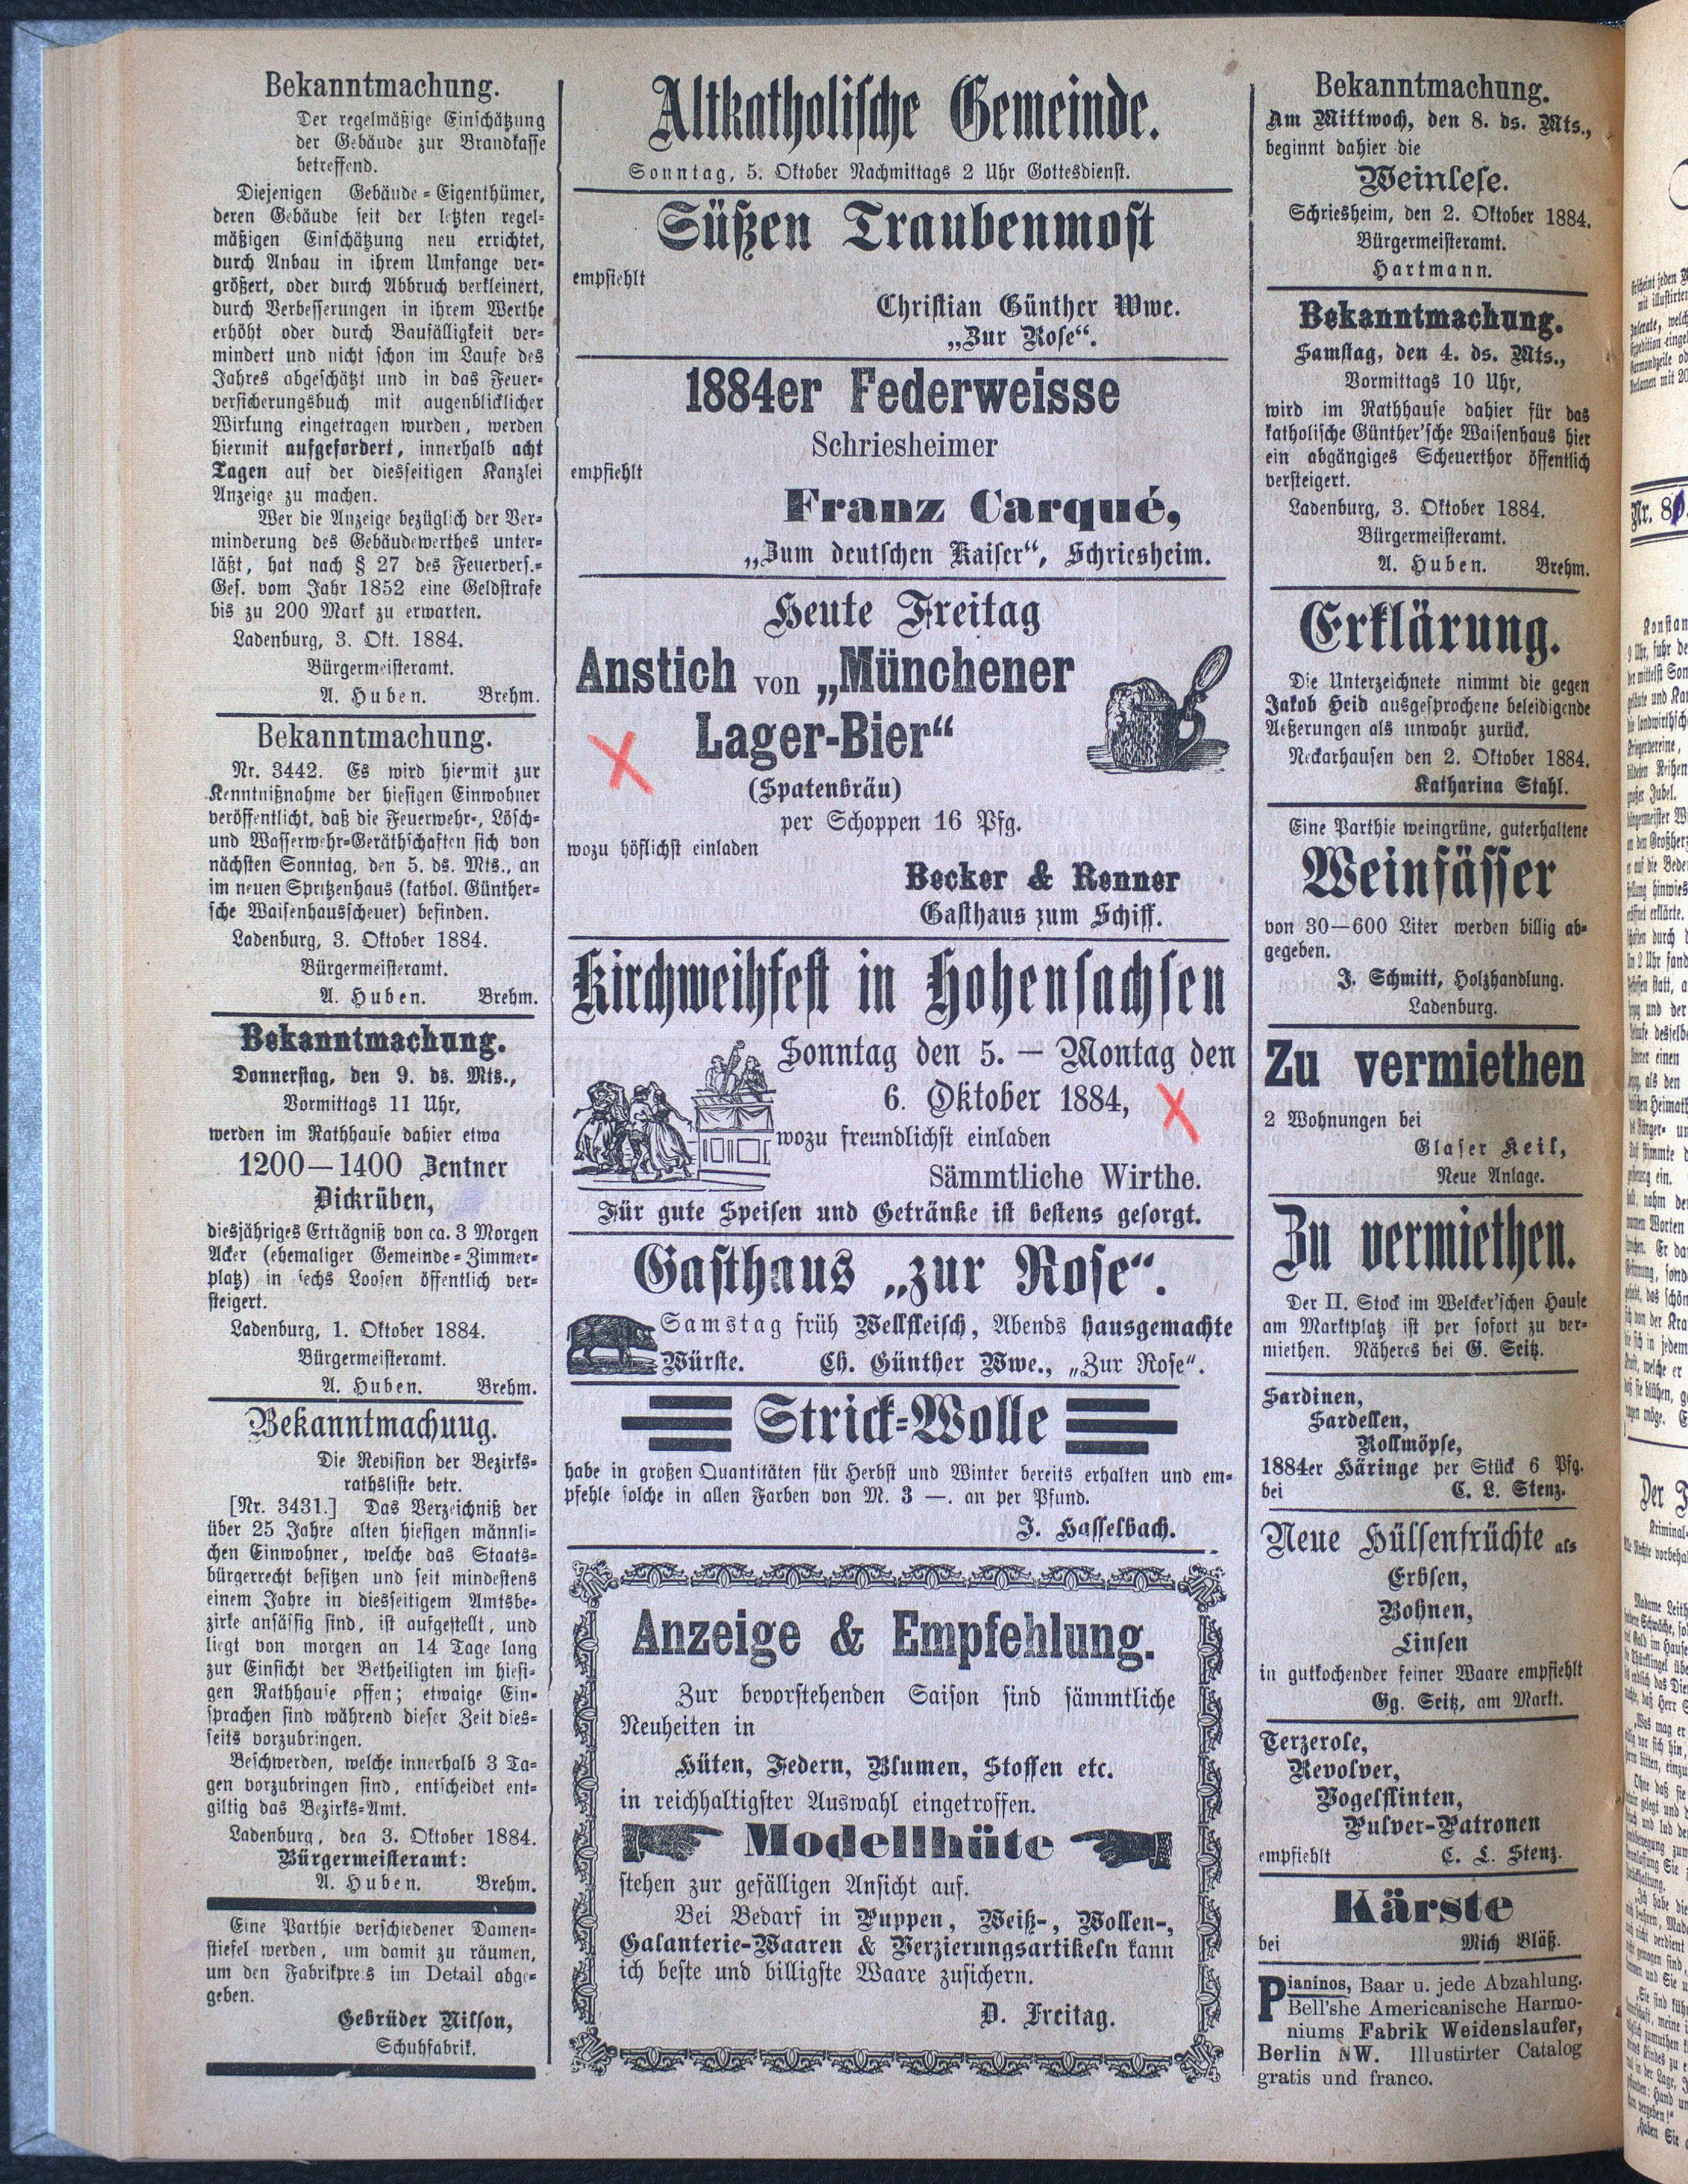 Bekanntmachung.
Der regelmäßige Einschätzung
der Gebäude zur Brandkasse
betreffend.
Diejenigen Gebäude-Eigenthümer,
deren Gebäude seit der letzten regel-
mäßigen Einschätzung neu errichtet,
durch Anbau in ihrem Umfange ver-
größert, oder durch Abbruch verkleinert,
durch Verbesserungen in ihrem Werthe
erhöht oder durch Baufälligkeit ver-
mindert und nicht schon im Laufe des
Jahres abgeschätzt und in das Feuer-
versicherungsbuch mit augenblicklicher
Wirkung eingetragen wurden, werden
hiermit aufgefordert, innerhalb acht
Tagen auf der diesseitigen Kanzlei
Anzeige zu machen.
Wer die Anzeige bezüglich der Ver-
minderung des Gebäudewerthes unter-
läßt, hat nach § 27 des Feuervers.-
Ges. vom Jahr 1852 eine Geldstrafe
bis zu 200 Mark zu erwarten.
Ladenburg, 3. Okt. 1884.
Bürgermeisteramt.
A. Huben. Brehm.
Bekanntmachung.
Nr. 3442. Es wird hiermit zur
Kenntnißnahme der hiesigen Einwohner
veröffentlicht, daß die Feuerwehr-, Lösch-
und Wasserwehr-Geräthschaften sich von
nächsten Sonntag, den 5. ds. Mts., an
im neuen Spritzenhaus (kathol. Günther-
sche Waisenhausscheuer) befinden.
Ladenburg, 3. Oktober 1884.
Bürgermeisteramt.
A. Huben. Brehm.
Bekanntmachung.
Donnerstag, den 9. ds. Mts.,
Vormittags 11 Uhr,
werden im Rathhause dahier etwa
1200—1400 Zentner
Dickrüben,
diesjähriges Erträgniß von ca. 3 Morgen
Acker (ehemaliger Gemeinde-Zimmer-
platz) in sechs Loosen öffentlich ver-
steigert.
Ladenburg, 1. Oktober 1884.
Bürgermeisteramt.
A. Huben. Brehm.
Bekanntmachuug.
Die Revision der Bezirks-
rathsliste betr.
[Nr. 3431.] Das Verzeichniß der
über 25 Jahre alten hiesigen männli-
chen Einwohner, welche das Staats-
bürgerrecht besitzen und seit mindestens
einem Jahre in diesseitigem Amtsbe-
zirke ansässig sind, ist aufgestellt, und
liegt von morgen an 14 Tage lang
zur Einsicht der Betheiligten im hiesi-
gen Rathhause offen; etwaige Ein-
sprachen sind während dieser Zeit dies-
seits vorzubringen.
Beschwerden, welche innerhalb 3 Ta-
gen vorzubringen sind, entscheidet ent-
giltig das Bezirks-Amt.
Ladenburg, den 3. Oktober 1884.
Bürgermeisteramt:
A. Huben. Brehm.
Eine Parthie verschiedener Damen-
stiefel werden, um damit zu räumen,
um den Fabrikpreis im Detail abge-
geben.
Gebrüder Nilson,
Schuhfabrik.
Altkatholische Gemeinde.
Sonntag, 5. Oktober Nachmittags 2 Uhr Gottesdienst.
Süßen Traubenmost
empfiehlt
Christian Günther Wwe.
„Zur Rose“.
1884er Federweisse
Schriesheimer
empfiehlt
Franz Carqué,
„Zum deutschen Kaiser“, Schriesheim.
Heute Freitag
Anstich von „Münchener
Lager-Bier“
(Spatenbräu)
per Schoppen 16 Pfg.
wozu höflichst einladen
Becker & Renner
Gasthaus zum Schiff.
Kirchweihfest in Hohensachsen
Sonntag den 5. — Montag den
6. Oktober 1884,
wozu freundlichst einladen
Sämmtliche Wirthe.
Für gute Speisen und Getränke ist bestens gesorgt.
Gasthaus „zur Rose“.
Samstag früh Wellfleisch, Abends hausgemachte
Würste. Ch. Günther Wwe., „Zur Rose“.
Strick-Wolle
habe in großen Quantitäten für Herbst und Winter bereits erhalten und em-
pfehle solche in allen Farben von M. 3 —. an per Pfund.
J. Hasselbach.
Anzeige & Empfehlung.
Zur bevorstehenden Saison sind sämmtliche
Neuheiten in
Hüten, Federn, Blumen, Stoffen etc.
in reichhaltigster Auswahl eingetroffen.
Modellhüte
stehen zur gefälligen Ansicht auf.
Bei Bedarf in Puppen, Weiß-, Wollen-,
Galanterie-Waaren & Verzierungsartikeln kann
ich beste und billigste Waare zusichern.
D. Freitag.
Bekanntmachung.
Am Mittwoch, den 8. ds. Mts.,
beginnt dahier die
Weinlese.
Schriesheim, den 2. Oktober 1884.
Bürgermeisteramt.
Hartmann.
Bekanntmachung.
Samstag, den 4. ds. Mts.,
Vormittags 10 Uhr,
wird im Rathhause dahier für das
katholische Günther'sche Waisenhaus hier
ein abgängiges Scheuerthor öffentlich
versteigert.
Ladenburg, 3. Oktober 1884.
Bürgermeisteramt.
A. Huben. Brehm.
Erklärung.
Die Unterzeichnete nimmt die gegen
Jakob Heid ausgesprochene beleidigende
Aeßerungen als unwahr zurück.
Neckarhausen den 2. Oktober 1884.
Katharina Stahl.
Eine Parthie weingrüne, guterhaltene
Weinfässer
von 30—600 Liter werden billig ab-
gegeben.
J. Schmitt, Holzhandlung.
Ladenburg.
Zu vermiethen
2 Wohnungen bei
Glaser Keil,
Neue Anlage.
Zu vermiethen.
Der II. Stock im Welcker'schen Hause
am Marktplatz ist per sofort zu ver-
miethen. Näheres bei G. Seitz.
Sardinen,
Sardellen,
Rollmöpse,
1884er Häringe per Stück 6 Pfg.
bei C. L. Stenz.
Neue Hülsenfrüchte als
Erbsen,
Bohnen,
Linsen
in gutkochender feiner Waare empfiehlt
Gg. Seitz, am Markt.
Terzerole,
Revolver,
Vogelflinten,
Pulver-Patronen
empfiehlt C. L. Stenz.
Kärste
bei Mich Bläß.
Pianinos, Baar u. jede Abzahlung.
Bell'she Americanische Harmo-
niums Fabrik Weidenslaufer,
Berlin NW. Illustirter Catalog
gratis und franco.